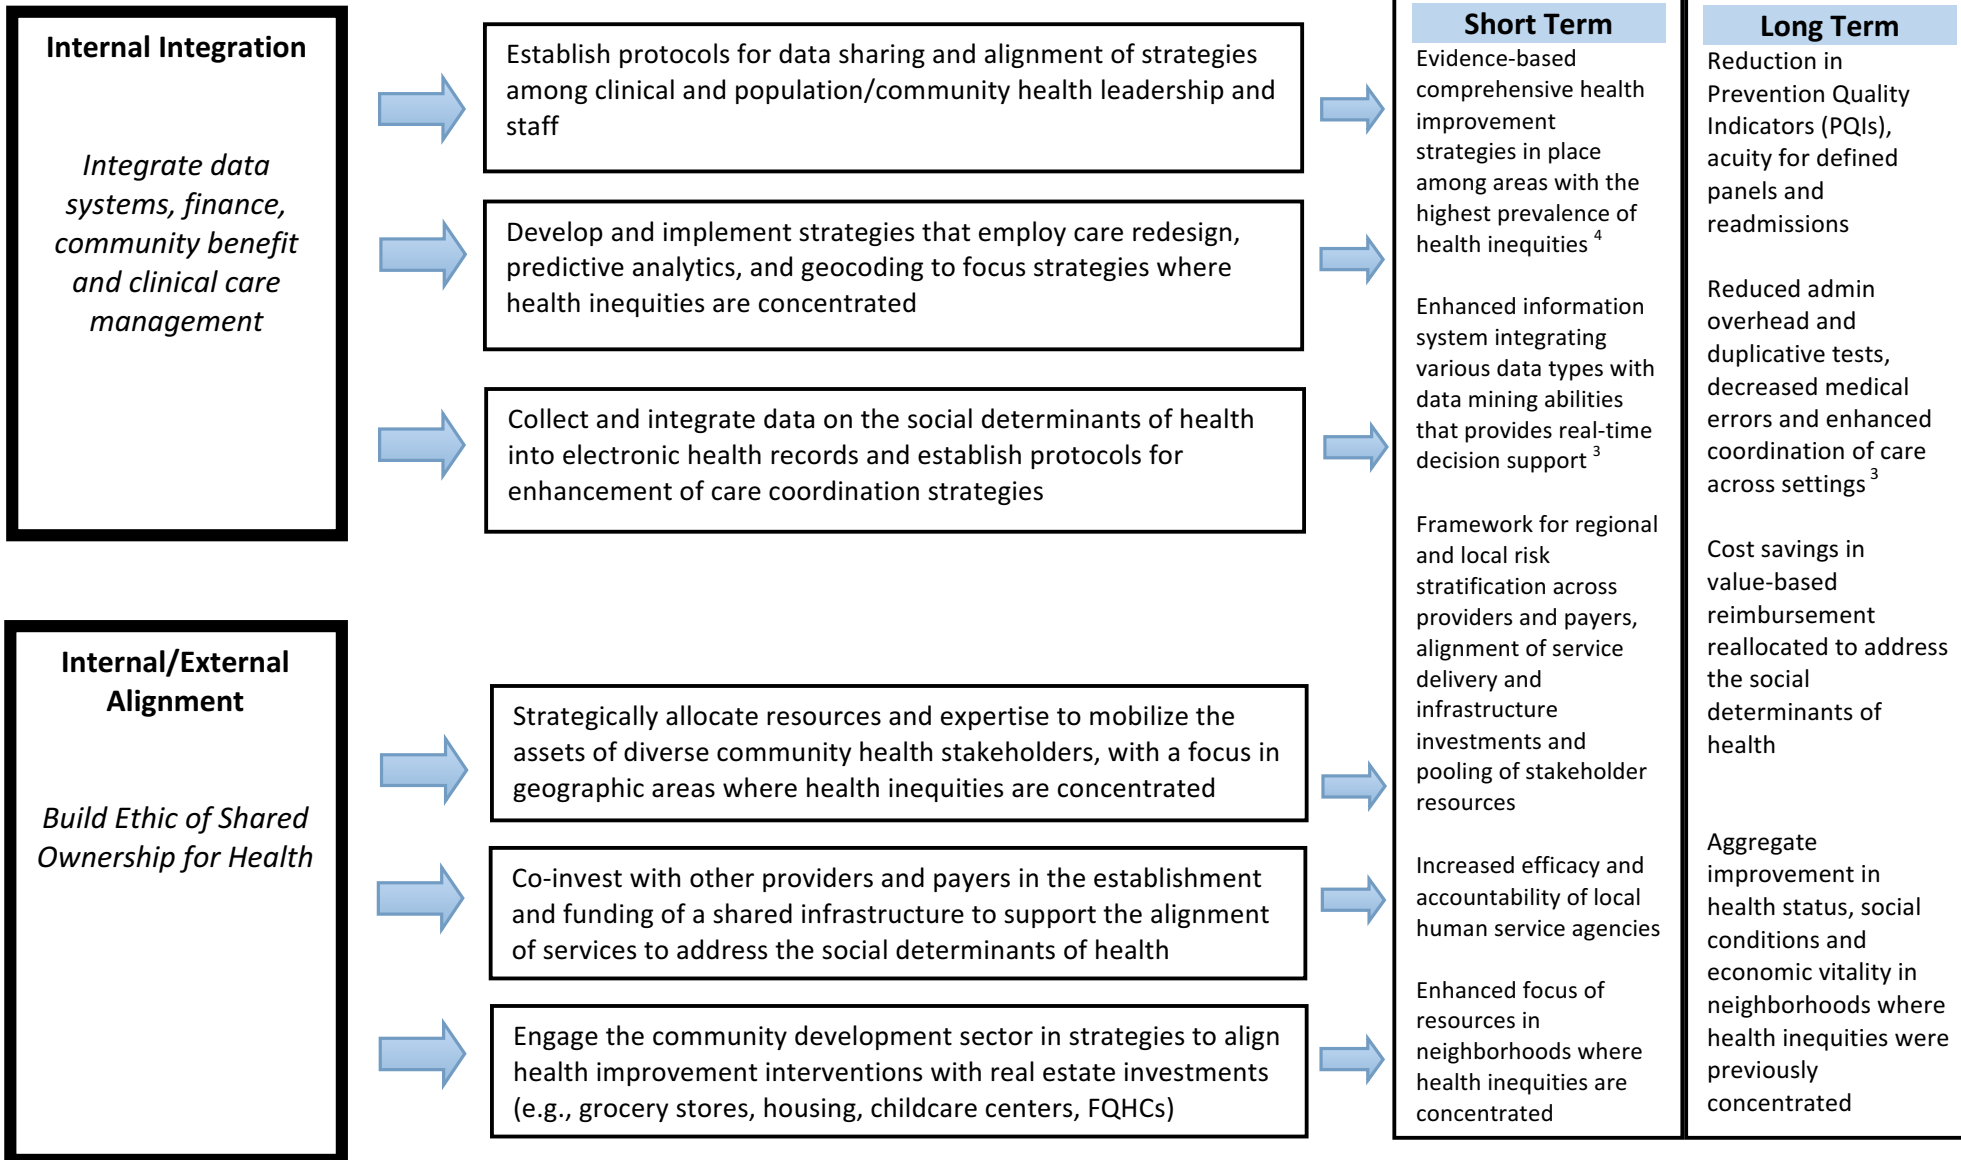 Internal Integration
Integrate data
systems, finance,
community benefit
and clinical care
management
Establish protocols for data sharing and alignment of strategies
among clinical and population/community health leadership and
staff
Develop and implement strategies that employ care redesign,
predictive analytics, and geocoding to focus strategies where
health inequities are concentrated
Collect and integrate data on the social determinants of health
into electronic health records and establish protocols for
enhancement of care coordination strategies
Internal/External
Alignment
Build Ethic of Shared
Ownership for Health
Strategically allocate resources and expertise to mobilize the
assets of diverse community health stakeholders, with a focus in
geographic areas where health inequities are concentrated
Co-invest with other providers and payers in the establishment
and funding of a shared infrastructure to support the alignment
of services to address the social determinants of health
Engage the community development sector in strategies to align
health improvement interventions with real estate investments
(e.g., grocery stores, housing, childcare centers, FQHCs)
Short Term
Evidence-based
comprehensive health
improvement
strategies in place
among areas with the
highest prevalence of
health inequities 4
Enhanced information
system integrating
various data types with
data mining abilities
that provides real-time
decision support 3
Framework for regional
and local risk
stratification across
providers and payers,
alignment of service
delivery and
infrastructure
investments and
pooling of stakeholder
resources
Increased efficacy and
accountability of local
human service agencies
Enhanced focus of
resources in
neighborhoods where
health inequities are
concentrated
Long Term
Reduction in
Prevention Quality
Indicators (PQIs),
acuity for defined
panels and
readmissions
Reduced admin
overhead and
duplicative tests,
decreased medical
errors and enhanced
coordination of care
across settings 3
Cost savings in
value-based
reimbursement
reallocated to address
the social
determinants of
health
Aggregate
improvement in
health status, social
conditions and
economic vitality in
neighborhoods where
health inequities were
previously
concentrated